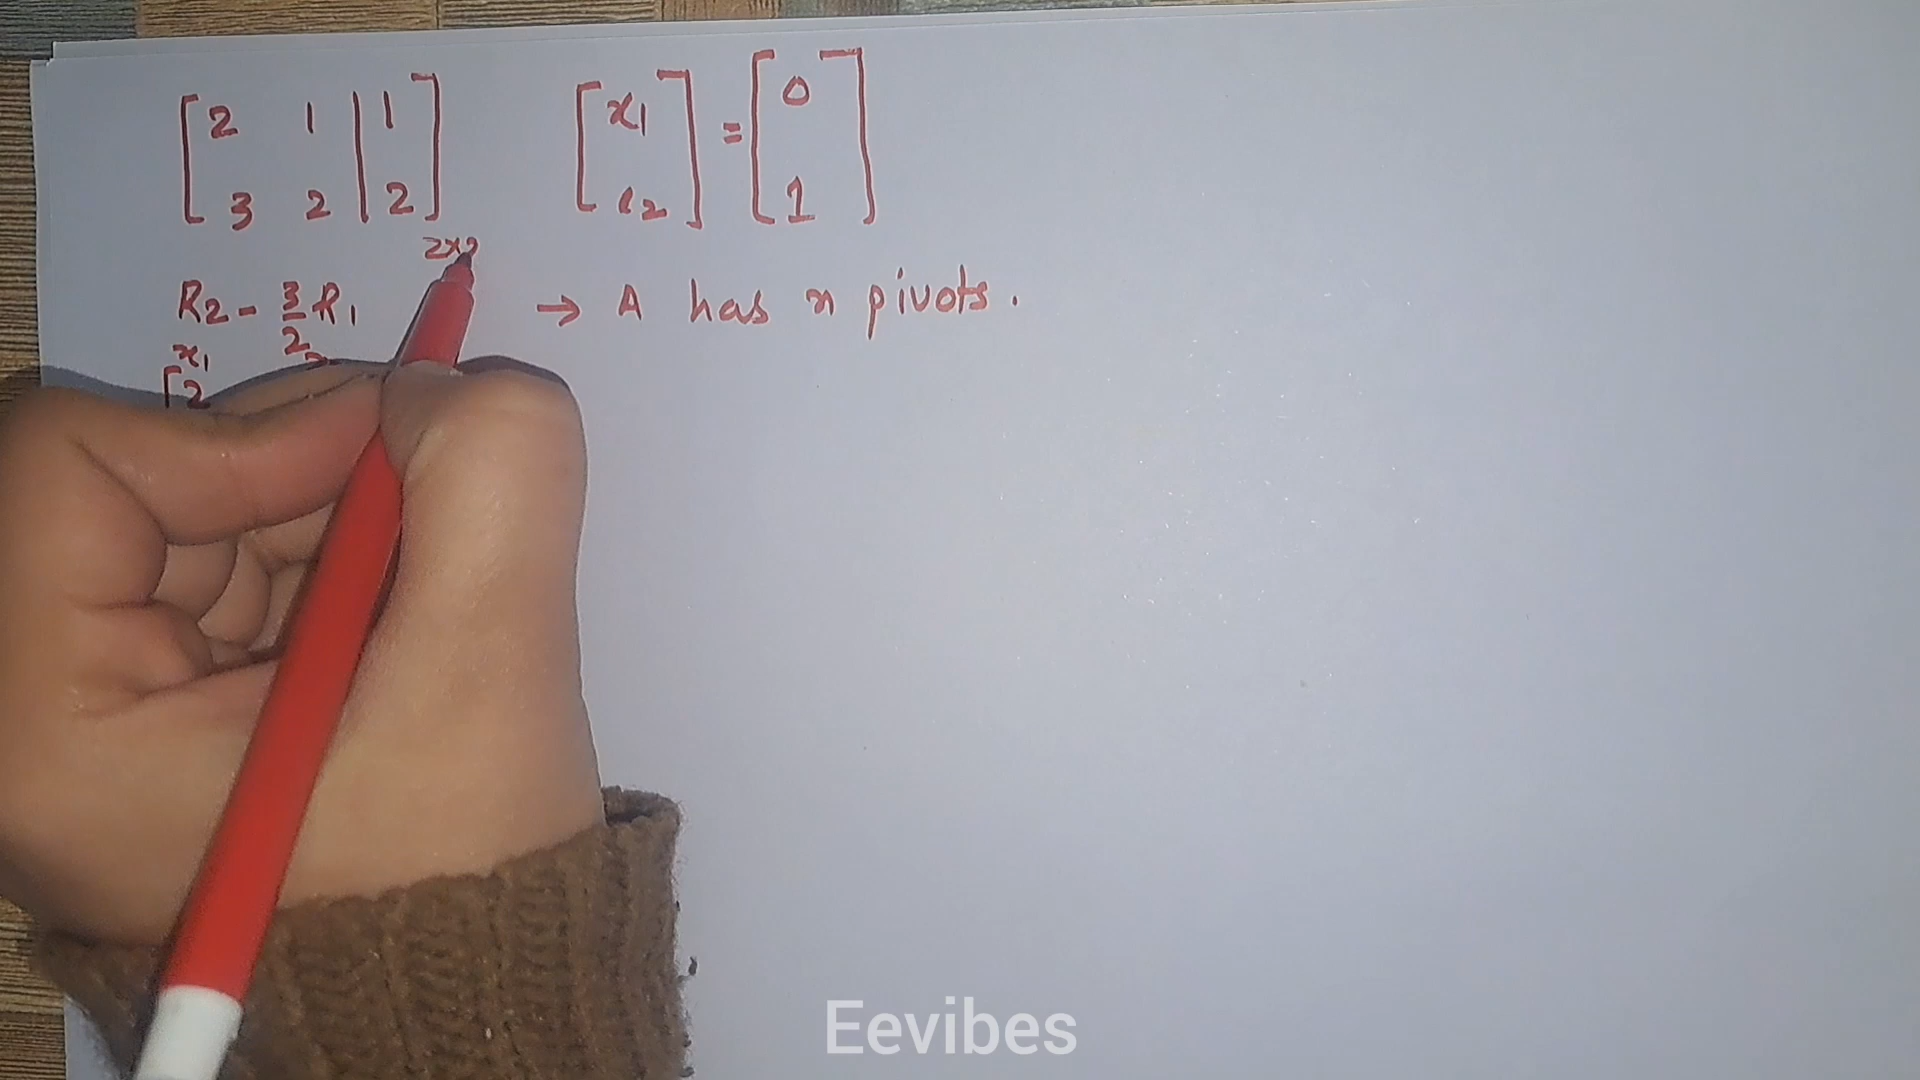 [ 2 1 | 1 ] [ x1 ] = [ 0 ]
[ 3 2 | 2 ] [ x2 ] [ 1 ]
2x2
R2 - 3/2 R1 → A has n pivots.
x1
[ 2
Eevibes